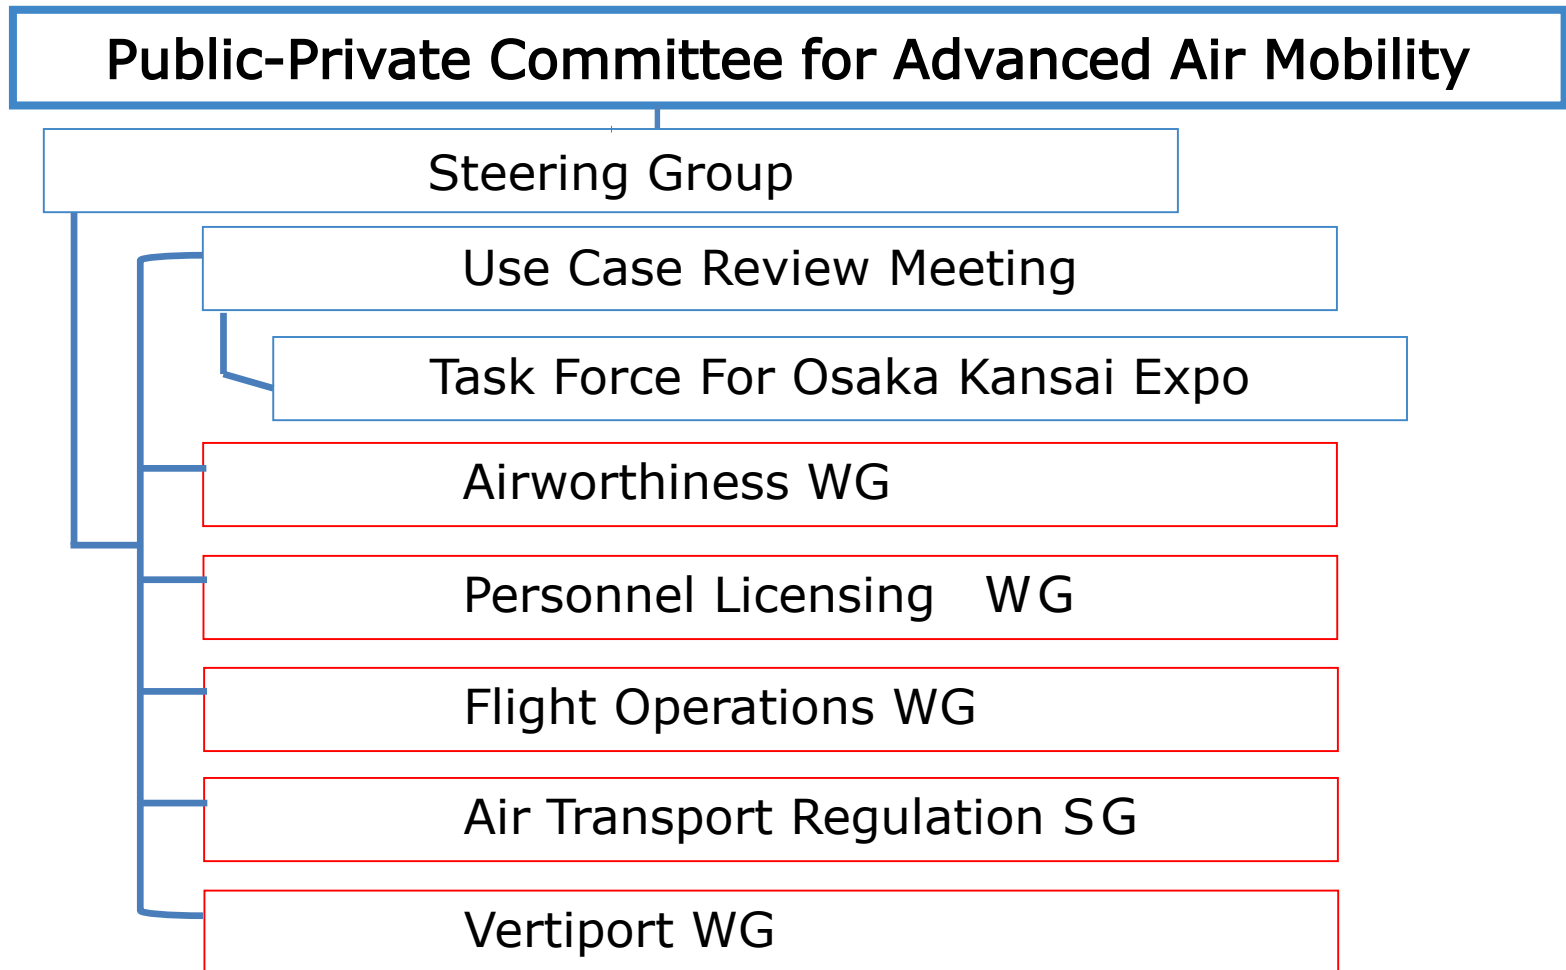 Public-Private Committee for Advanced Air Mobility
Steering Group
Use Case Review Meeting
Task Force For Osaka Kansai Expo
Airworthiness WG
Personnel Licensing　WG
Flight Operations WG
Air Transport Regulation SG
Vertiport WG